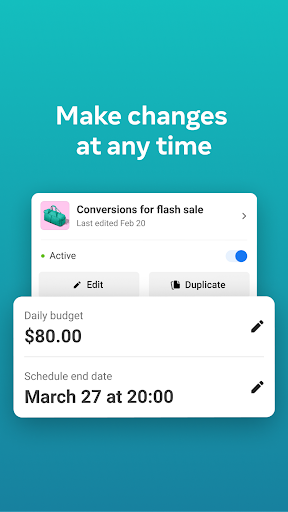 Make changes
at any time
Conversions for flash sale
Last edited Feb 20
Active
Edit
Duplicate
Daily budget
$80.00
Schedule end date
March 27 at 20:00